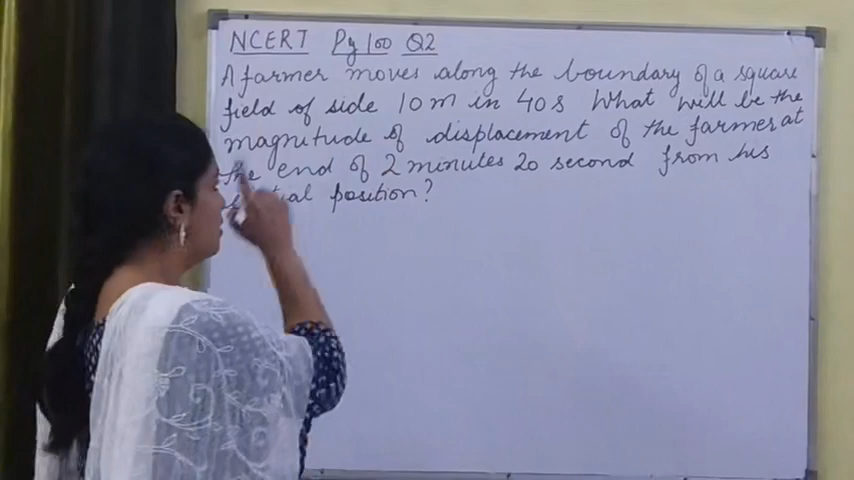 NCERT Pg 100 Q2
A farmer moves along the boundary of a square
field of side 10 m in 40 s What will be the
magnitude of displacement of the farmer at
the end of 2 minutes 20 second from his
position?